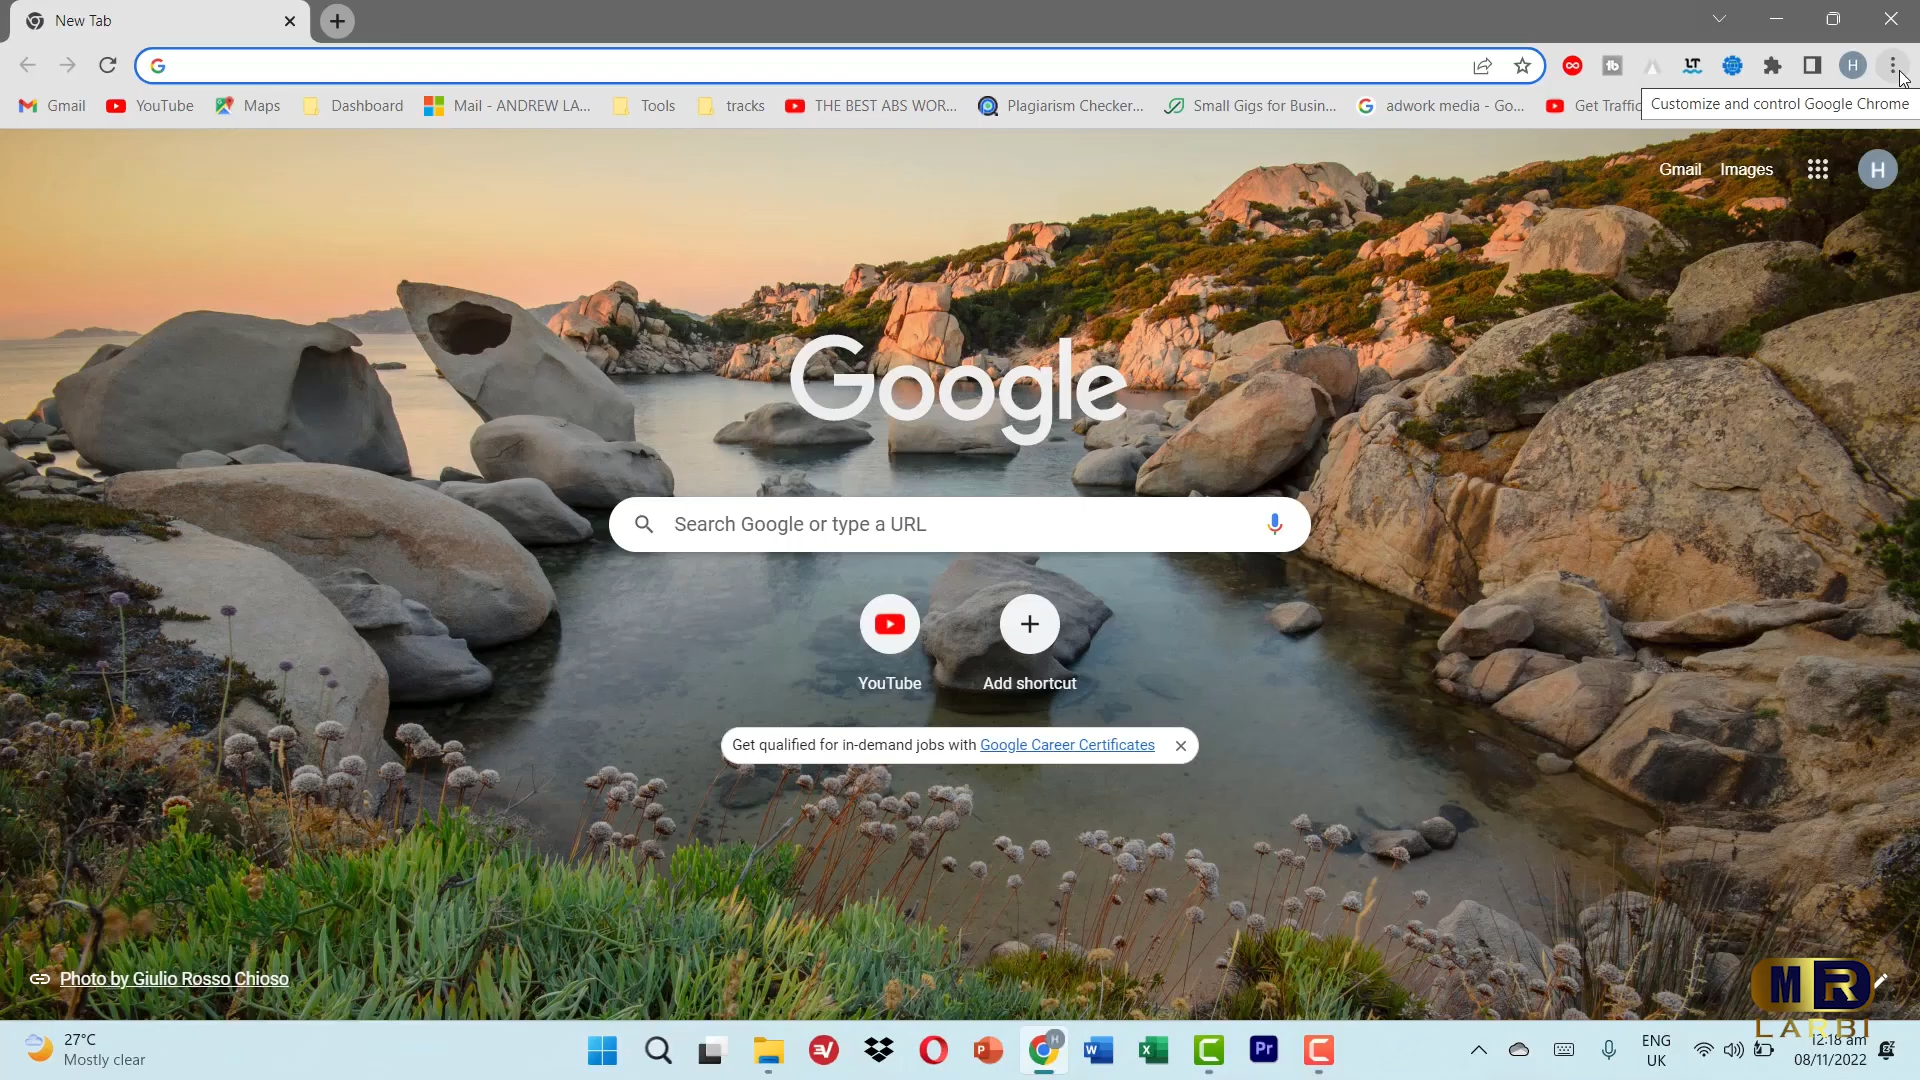 New Tab
Gmail
YouTube
Maps
Dashboard
Mail - ANDREW LA...
Tools
tracks
THE BEST ABS WOR...
Plagiarism Checker...
Small Gigs for Busin...
adwork media - Go...
Get Traffic
Customize and control Google Chrome
H
Gmail
Images
H
Google
Search Google or type a URL
YouTube
Add shortcut
Get qualified for in-demand jobs with Google Career Certificates
Photo by Giulio Rosso Chioso
MR
LARBI
27°C
Mostly clear
ENG
UK
12:18 am
08/11/2022